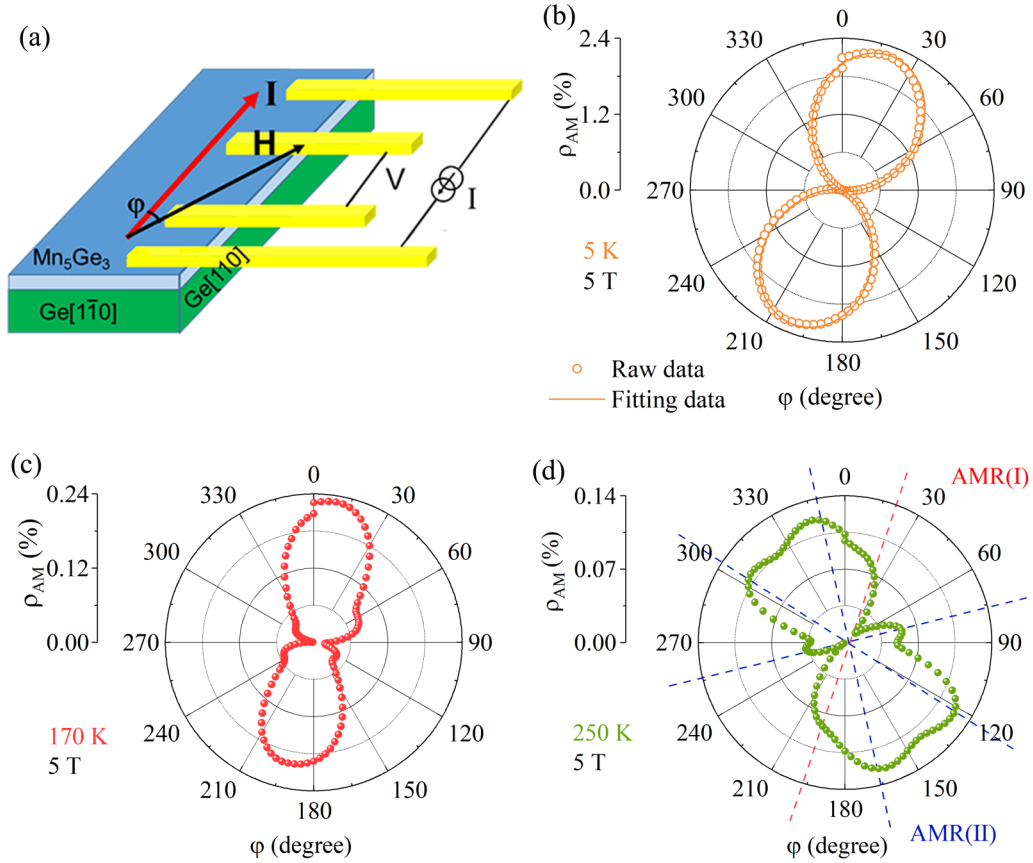 (a)
I
H
φ
V
I
Mn₅Ge₃
Ge[110]
Ge[11̅0]
(b)
2.4
1.2
0.0
ρ_AM (%)
0
30
60
90
120
150
180
210
240
270
300
330
5 K
5 T
Raw data
Fitting data
φ (degree)
(c)
0.24
0.12
0.00
ρ_AM (%)
0
30
60
90
120
150
180
210
240
270
300
330
170 K
5 T
φ (degree)
(d)
0.14
0.07
0.00
ρ_AM (%)
0
30
60
90
120
150
180
210
240
270
300
330
AMR(I)
AMR(II)
250 K
5 T
φ (degree)